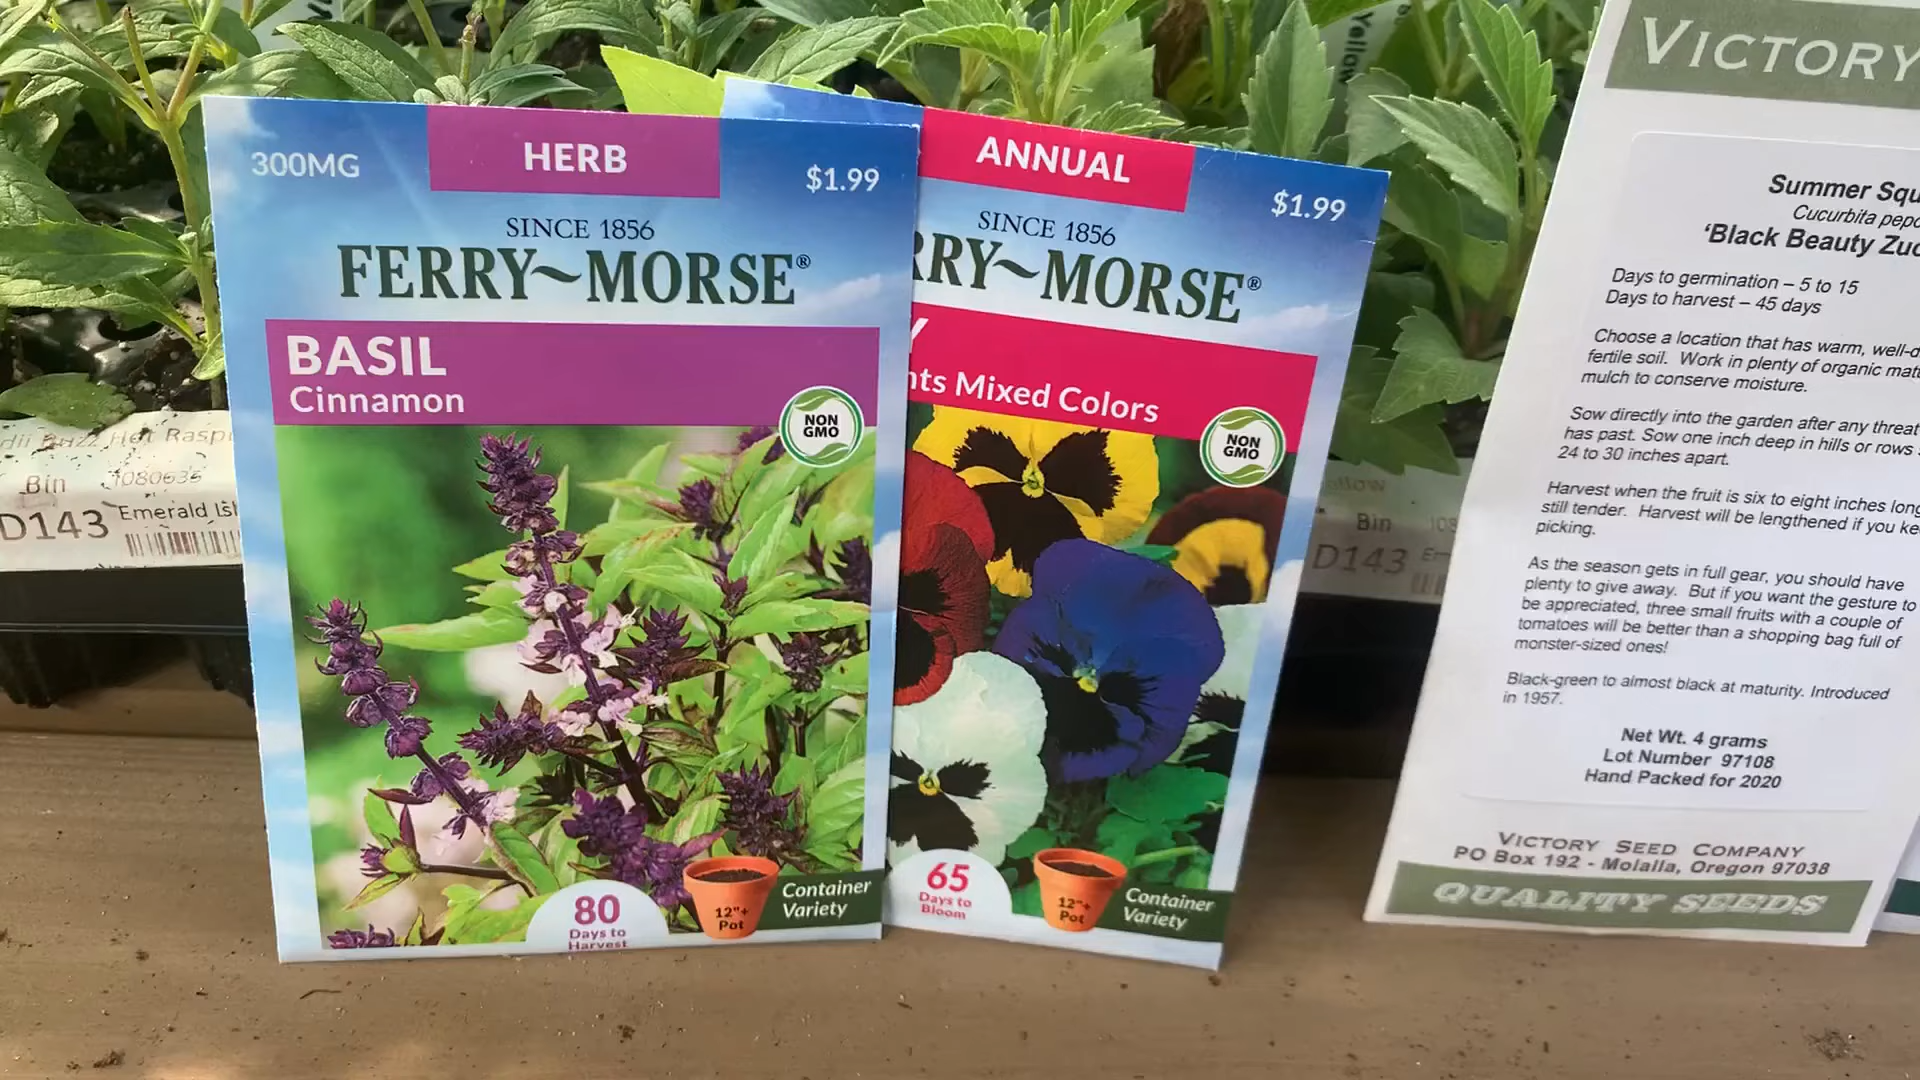 300MG
HERB
$1.99
SINCE 1856
FERRY~MORSE®
BASIL
Cinnamon
NON
GMO
80
Days to
Harvest
12"+
Pot
Container
Variety
ANNUAL
$1.99
SINCE 1856
RRY~MORSE®
Y
nts Mixed Colors
NON
GMO
65
Days to
Bloom
12"+
Pot
Container
Variety
VICTORY
Summer Squ
Cucurbita pepo
‘Black Beauty Zuc
Days to germination – 5 to 15
Days to harvest – 45 days
Choose a location that has warm, well-d
fertile soil. Work in plenty of organic matt
mulch to conserve moisture.
Sow directly into the garden after any threat
has past. Sow one inch deep in hills or rows
24 to 30 inches apart.
Harvest when the fruit is six to eight inches long
still tender. Harvest will be lengthened if you ke
picking.
As the season gets in full gear, you should have
plenty to give away. But if you want the gesture to
be appreciated, three small fruits with a couple of
tomatoes will be better than a shopping bag full of
monster-sized ones!
Black-green to almost black at maturity. Introduced
in 1957.
Net Wt. 4 grams
Lot Number 97108
Hand Packed for 2020
VICTORY SEED COMPANY
PO Box 192 - Molalla, Oregon 97038
QUALITY SEEDS
Hot Rasp
Bin 1080635
D143 Emerald Isl
Yellow
llow
Bin 108
D143 Em